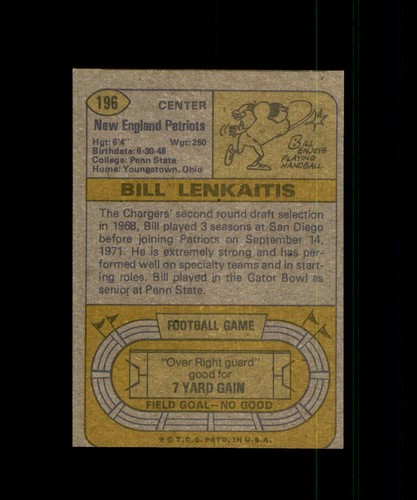 196
CENTER
New England Patriots
Hgt: 6'4" Wgt: 250
Birthdate: 6-30-46
College: Penn State
Home: Youngstown, Ohio
BILL ENJOYS
PLAYING
HANDBALL
BILL LENKAITIS
The Chargers' second round draft selection
in 1968, Bill played 3 seasons at San Diego
before joining Patriots on September 14,
1971. He is extremely strong and has per-
formed well on specialty teams and in start-
ing roles. Bill played in the Gator Bowl as
senior at Penn State.
FOOTBALL GAME
"Over Right guard"
good for
7 YARD GAIN
FIELD GOAL—NO GOOD
© T.C.G. PRTD. IN U.S.A.